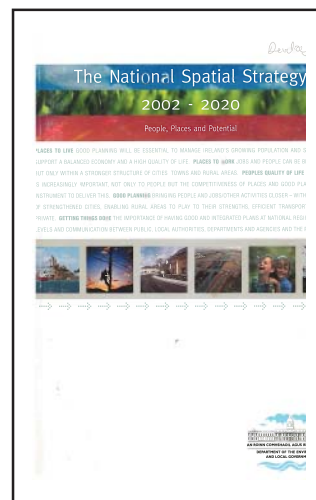 The National Spatial Strategy
2002 - 2020
People, Places and Potential
PLACES TO LIVE GOOD PLANNING WILL BE ESSENTIAL TO MANAGE IRELAND'S GROWING POPULATION AND S
UPPORT A BALANCED ECONOMY AND A HIGH QUALITY OF LIFE PLACES TO WORK JOBS AND PEOPLE CAN BE
BUT ONLY WITHIN A STRONGER STRUCTURE OF CITIES, TOWNS AND RURAL AREAS. PEOPLES QUALITY OF LIFE
S INCREASINGLY IMPORTANT, NOT ONLY TO PEOPLE BUT THE COMPETITIVENESS OF PLACES AND GOOD PLA
NSTRUMENT TO DELIVER THIS. GOOD PLANNING BRINGING PEOPLE AND JOBS/OTHER ACTIVITIES CLOSER - WITH
OF STRENGTHENED CITIES, ENABLING RURAL AREAS TO PLAY TO THEIR STRENGTHS, EFFICIENT TRANSPOR
PRIVATE. GETTING THINGS DONE THE IMPORTANCE OF HAVING GOOD AND INTEGRATED PLANS AT NATIONAL REGI
LEVELS AND COMMUNICATION BETWEEN PUBLIC, LOCAL AUTHORITIES, DEPARTMENTS AND AGENCIES AND THE
AN ROINN COMHSHAOIL AGUS R
DEPARTMENT OF THE ENVI
AND LOCAL GOVERNM